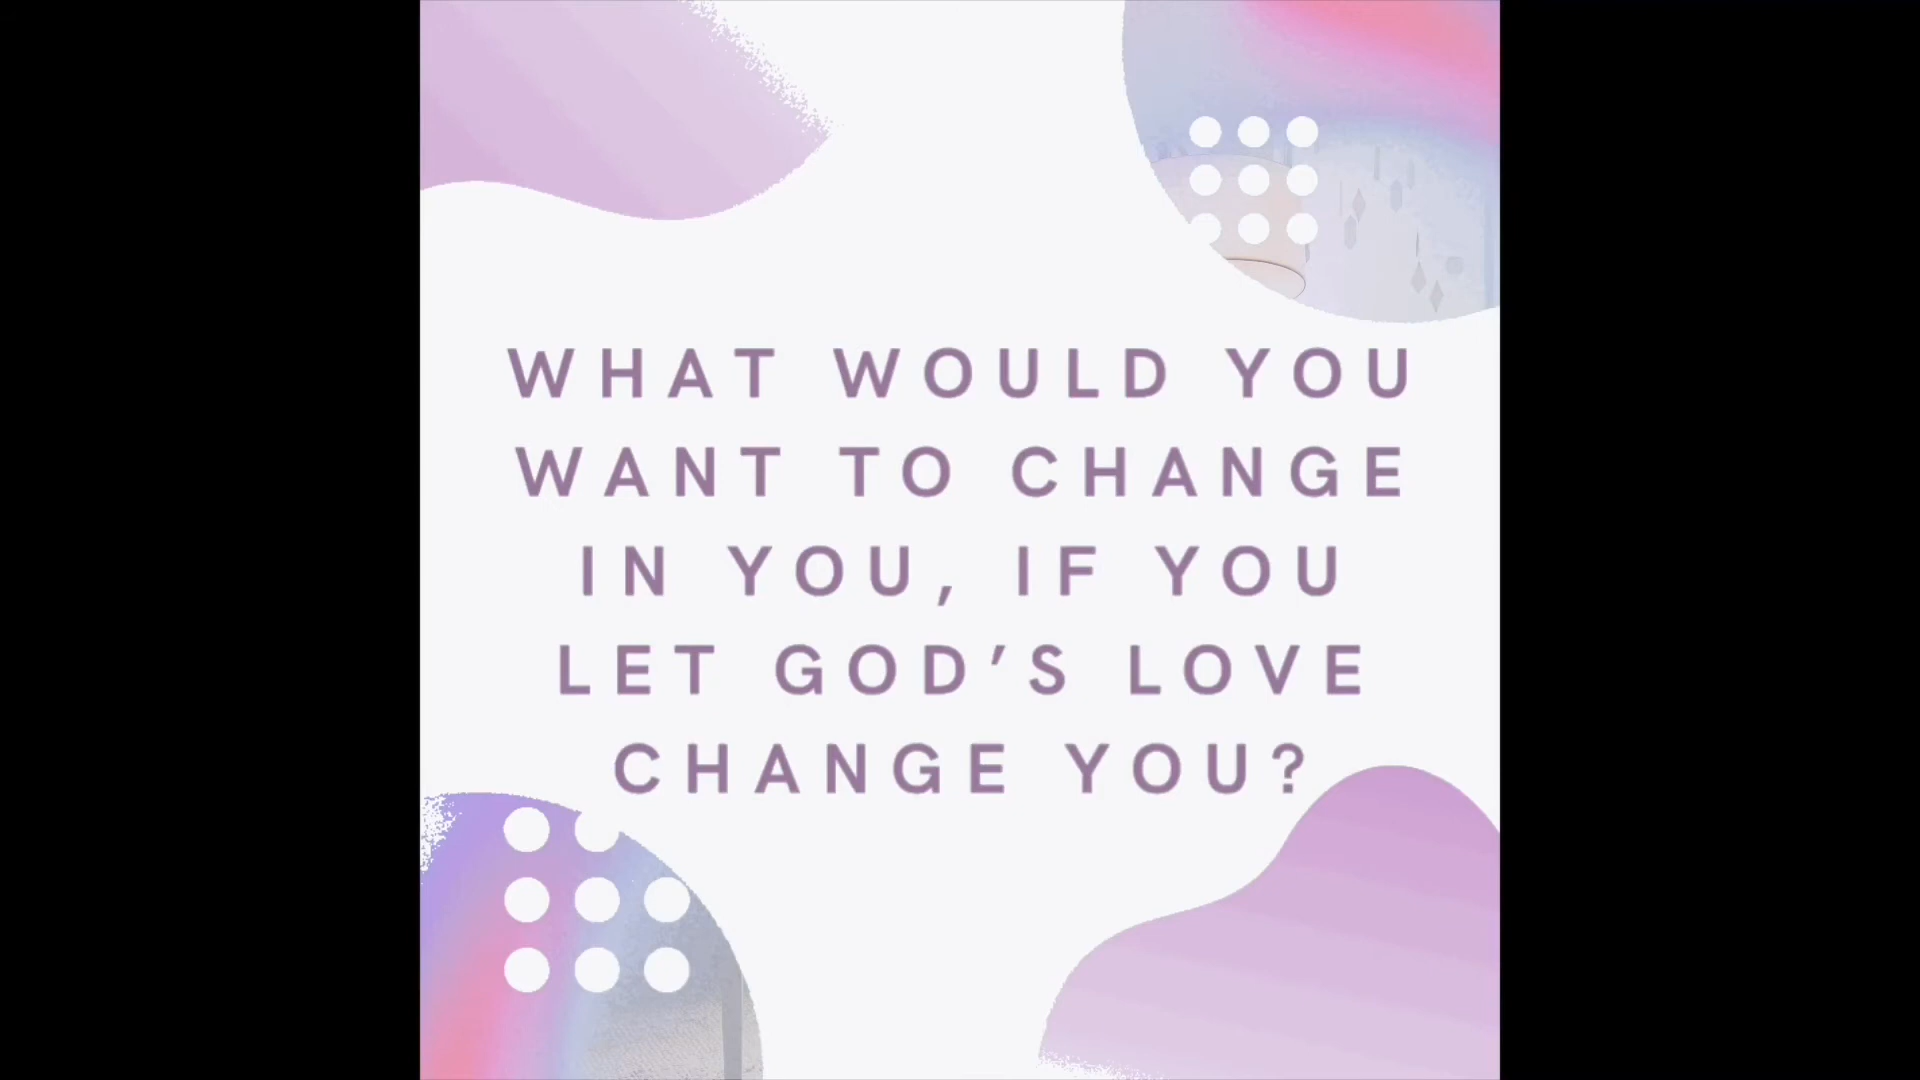 WHAT WOULD YOU
WANT TO CHANGE
IN YOU, IF YOU
LET GOD’S LOVE
CHANGE YOU?